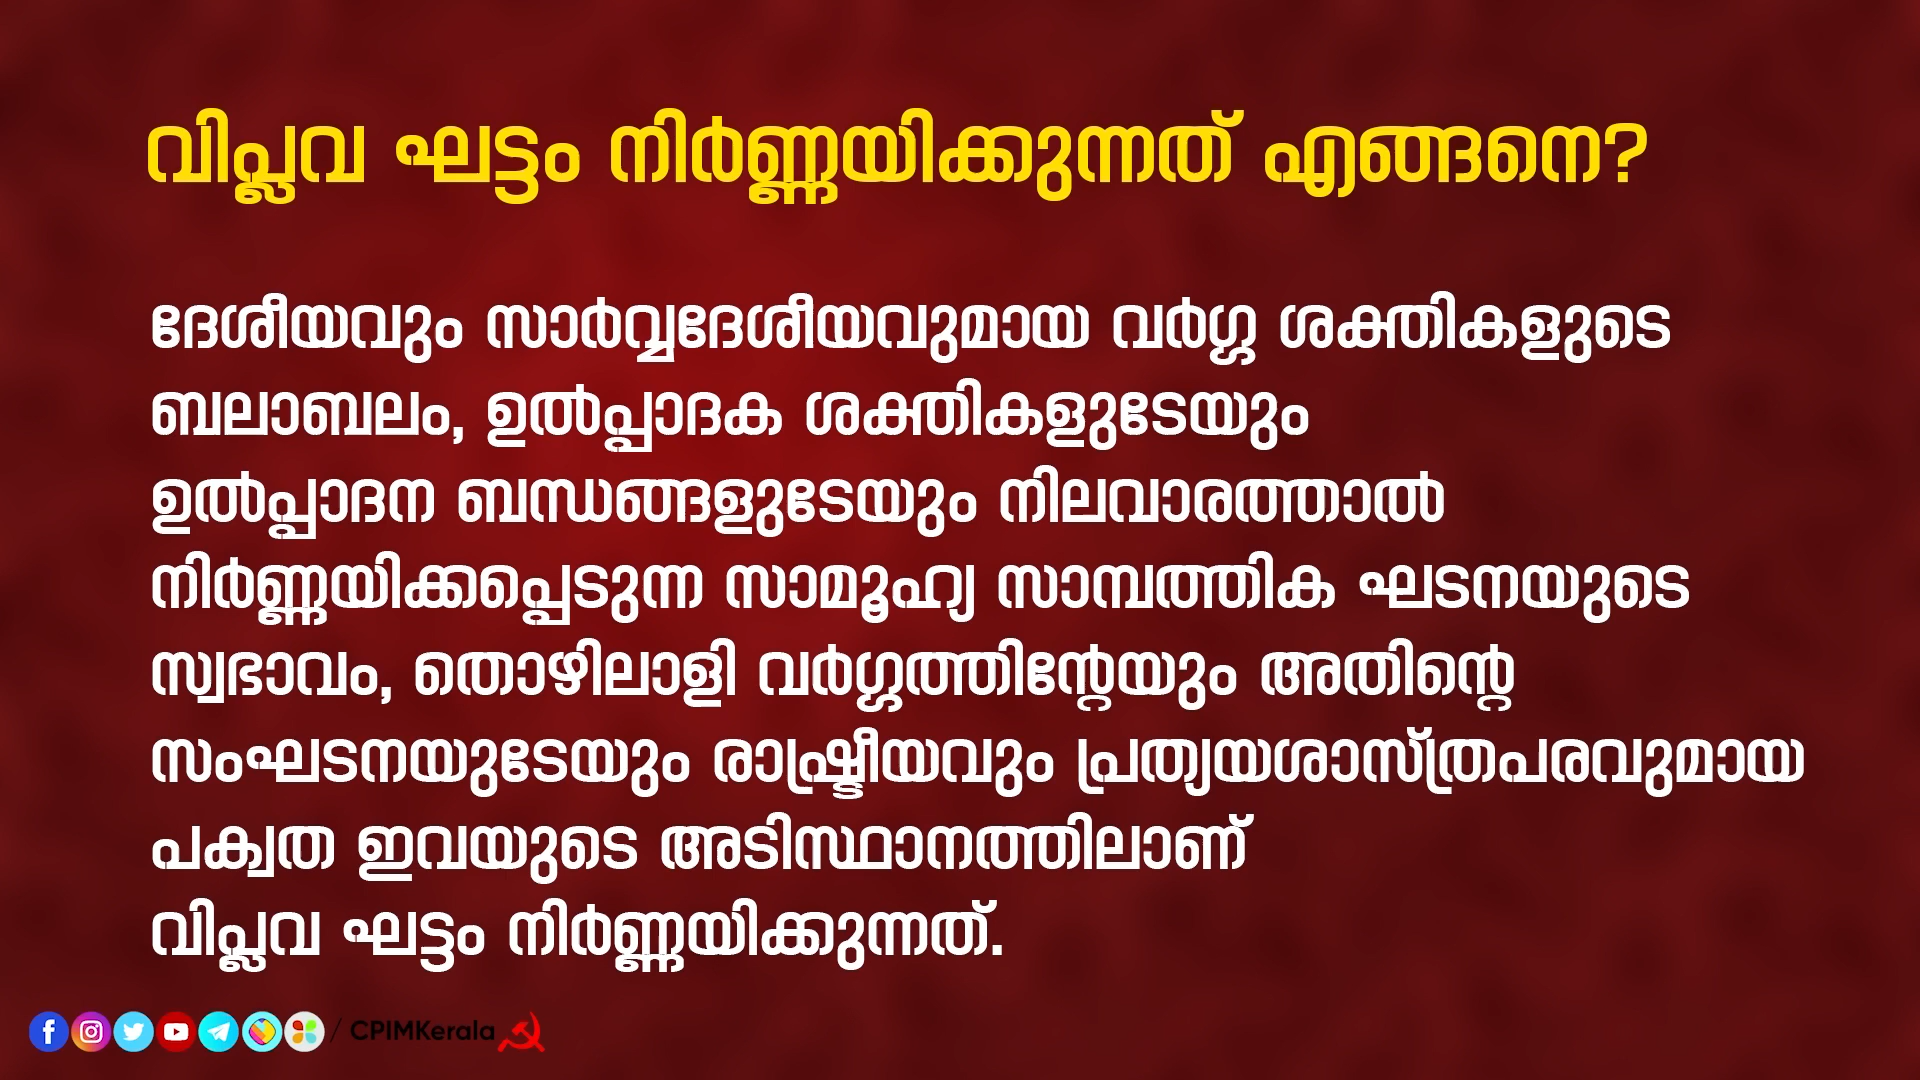 വിപ്ലവ ഘട്ടം നിർണ്ണയിക്കുന്നത് എങ്ങനെ?
ദേശീയവും സാർവ്വദേശീയവുമായ വർഗ്ഗ ശക്തികളുടെ
ബലാബലം, ഉൽപ്പാദക ശക്തികളുടേയും
ഉൽപ്പാദന ബന്ധങ്ങളുടേയും നിലവാരത്താൽ
നിർണ്ണയിക്കപ്പെടുന്ന സാമൂഹ്യ സാമ്പത്തിക ഘടനയുടെ
സ്വഭാവം, തൊഴിലാളി വർഗ്ഗത്തിന്റേയും അതിന്റെ
സംഘടനയുടേയും രാഷ്ട്രീയവും പ്രത്യയശാസ്ത്രപരവുമായ
പക്വത ഇവയുടെ അടിസ്ഥാനത്തിലാണ്
വിപ്ലവ ഘട്ടം നിർണ്ണയിക്കുന്നത്.
/ CPIMKerala